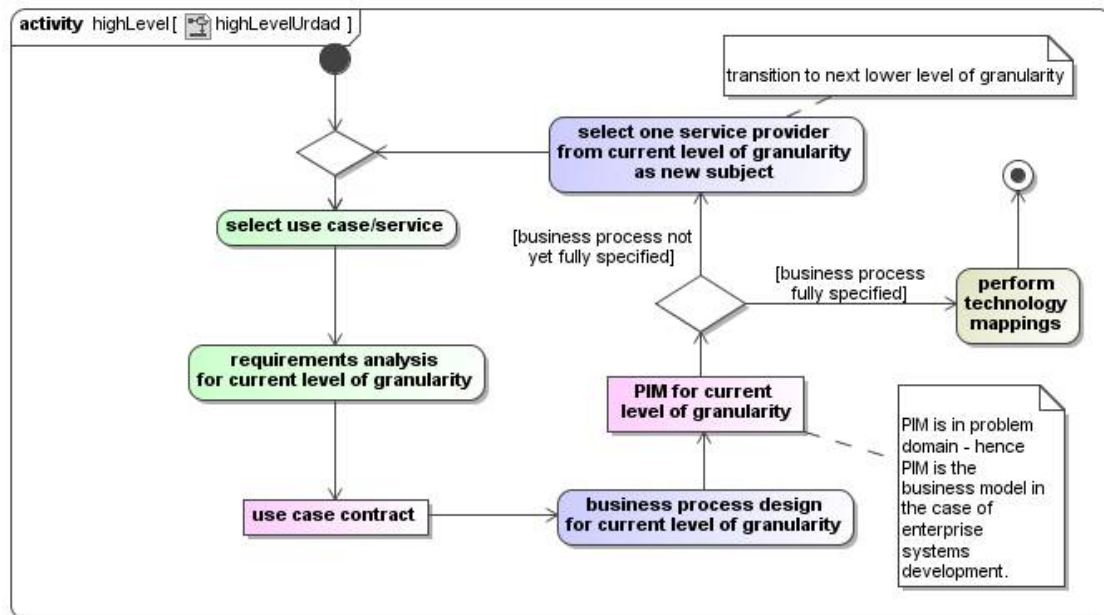 activity highLevel[ highLevelUrdad ]
transition to next lower level of granularity
select one service provider
from current level of granularity
as new subject
select use case/service
[business process not
yet fully specified]
[business process
fully specified]
perform
technology
mappings
requirements analysis
for current level of granularity
PIM for current
level of granularity
PIM is in problem
domain - hence
PIM is the
business model in
the case of
enterprise
systems
development.
use case contract
business process design
for current level of granularity